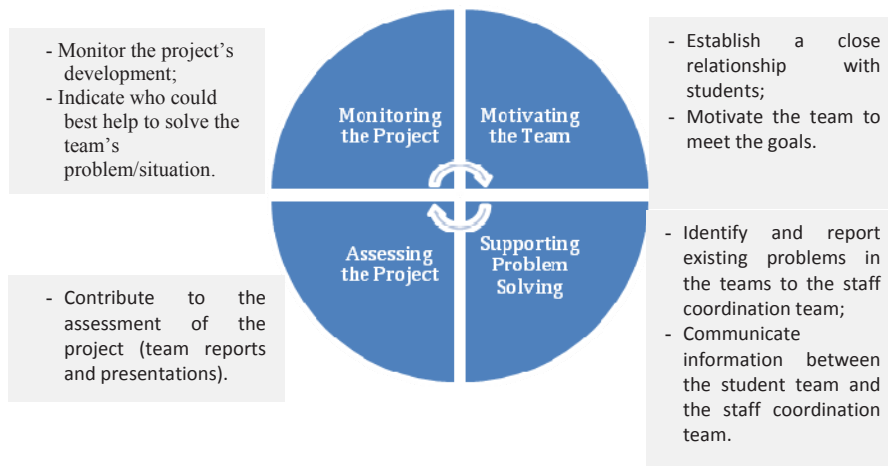 - Monitor the project's
development;
- Indicate who could
best help to solve the
team's
problem/situation.
Monitoring
the Project
Motivating
the Team
- Establish a close
relationship with
students;
- Motivate the team to
meet the goals.
Assessing
the Project
Supporting
Problem
Solving
- Contribute to the
assessment of the
project (team reports
and presentations).
- Identify and report
existing problems in
the teams to the staff
coordination team;
- Communicate
information between
the student team and
the staff coordination
team.